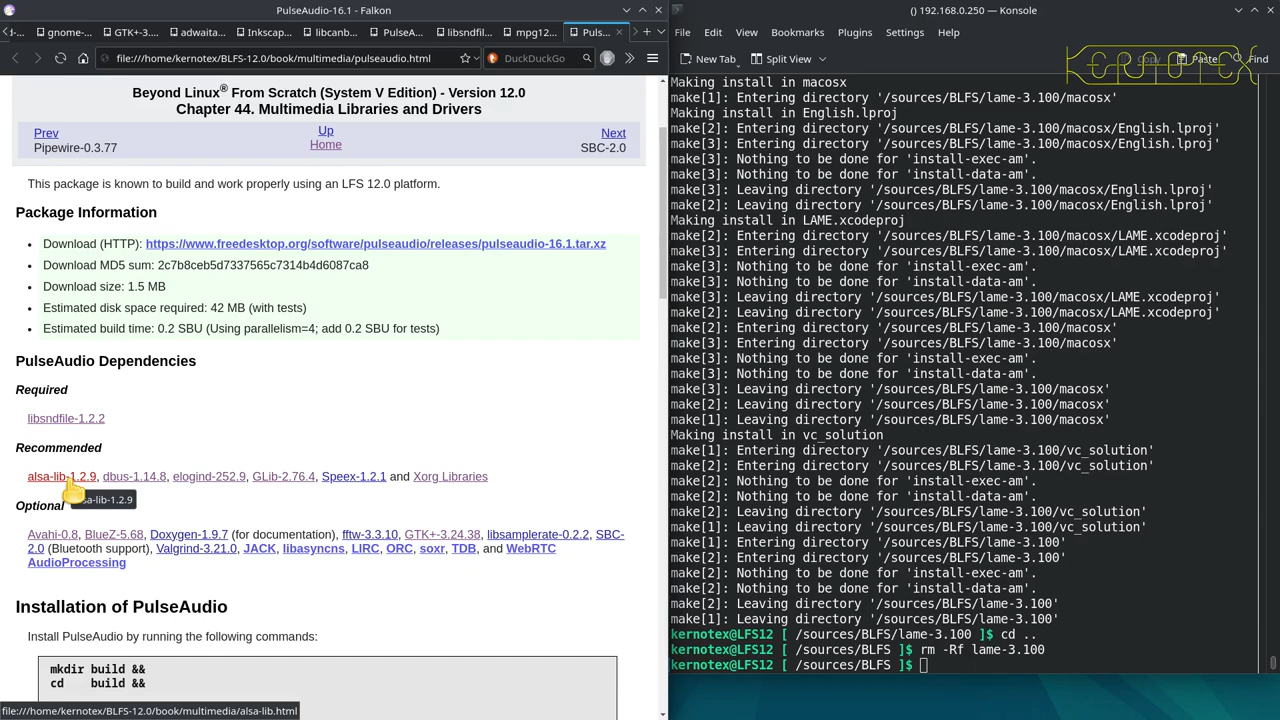 PulseAudio-16.1 — Falkon
d-... gnome-... GTK+-3.... adwaita... Inkscap... libcanb... PulseA... libsndfil... mpg12... Puls...
file:///home/kernotex/BLFS-12.0/book/multimedia/pulseaudio.html
DuckDuckGo
Beyond Linux® From Scratch (System V Edition) - Version 12.0
Chapter 44. Multimedia Libraries and Drivers
Prev Up Next
Pipewire-0.3.77 Home SBC-2.0
This package is known to build and work properly using an LFS 12.0 platform.
Package Information
• Download (HTTP): https://www.freedesktop.org/software/pulseaudio/releases/pulseaudio-16.1.tar.xz
• Download MD5 sum: 2c7b8ceb5d7337565c7314b4d6087ca8
• Download size: 1.5 MB
• Estimated disk space required: 42 MB (with tests)
• Estimated build time: 0.2 SBU (Using parallelism=4; add 0.2 SBU for tests)
PulseAudio Dependencies
Required
libsndfile-1.2.2
Recommended
alsa-lib-1.2.9, dbus-1.14.8, elogind-252.9, GLib-2.76.4, Speex-1.2.1 and Xorg Libraries
sa-lib-1.2.9
Optional
Avahi-0.8, BlueZ-5.68, Doxygen-1.9.7 (for documentation), fftw-3.3.10, GTK+-3.24.38, libsamplerate-0.2.2, SBC-
2.0 (Bluetooth support), Valgrind-3.21.0, JACK, libasyncns, LIRC, ORC, soxr, TDB, and WebRTC
AudioProcessing
Installation of PulseAudio
Install PulseAudio by running the following commands:
mkdir build &&
cd    build &&
file:///home/kernotex/BLFS-12.0/book/multimedia/alsa-lib.html
() 192.168.0.250 — Konsole
File Edit View Bookmarks Plugins Settings Help
New Tab Split View Copy Paste Find
kernotex
Making install in macosx
make[1]: Entering directory '/sources/BLFS/lame-3.100/macosx'
Making install in English.lproj
make[2]: Entering directory '/sources/BLFS/lame-3.100/macosx/English.lproj'
make[3]: Entering directory '/sources/BLFS/lame-3.100/macosx/English.lproj'
make[3]: Nothing to be done for 'install-exec-am'.
make[3]: Nothing to be done for 'install-data-am'.
make[3]: Leaving directory '/sources/BLFS/lame-3.100/macosx/English.lproj'
make[2]: Leaving directory '/sources/BLFS/lame-3.100/macosx/English.lproj'
Making install in LAME.xcodeproj
make[2]: Entering directory '/sources/BLFS/lame-3.100/macosx/LAME.xcodeproj'
make[3]: Entering directory '/sources/BLFS/lame-3.100/macosx/LAME.xcodeproj'
make[3]: Nothing to be done for 'install-exec-am'.
make[3]: Nothing to be done for 'install-data-am'.
make[3]: Leaving directory '/sources/BLFS/lame-3.100/macosx/LAME.xcodeproj'
make[2]: Leaving directory '/sources/BLFS/lame-3.100/macosx/LAME.xcodeproj'
make[2]: Entering directory '/sources/BLFS/lame-3.100/macosx'
make[3]: Entering directory '/sources/BLFS/lame-3.100/macosx'
make[3]: Nothing to be done for 'install-exec-am'.
make[3]: Nothing to be done for 'install-data-am'.
make[3]: Leaving directory '/sources/BLFS/lame-3.100/macosx'
make[2]: Leaving directory '/sources/BLFS/lame-3.100/macosx'
make[1]: Leaving directory '/sources/BLFS/lame-3.100/macosx'
Making install in vc_solution
make[1]: Entering directory '/sources/BLFS/lame-3.100/vc_solution'
make[2]: Entering directory '/sources/BLFS/lame-3.100/vc_solution'
make[2]: Nothing to be done for 'install-exec-am'.
make[2]: Nothing to be done for 'install-data-am'.
make[2]: Leaving directory '/sources/BLFS/lame-3.100/vc_solution'
make[1]: Leaving directory '/sources/BLFS/lame-3.100/vc_solution'
make[1]: Entering directory '/sources/BLFS/lame-3.100'
make[2]: Entering directory '/sources/BLFS/lame-3.100'
make[2]: Nothing to be done for 'install-exec-am'.
make[2]: Nothing to be done for 'install-data-am'.
make[2]: Leaving directory '/sources/BLFS/lame-3.100'
make[1]: Leaving directory '/sources/BLFS/lame-3.100'
kernotex@LFS12 [ /sources/BLFS/lame-3.100 ]$ cd ..
kernotex@LFS12 [ /sources/BLFS ]$ rm -Rf lame-3.100
kernotex@LFS12 [ /sources/BLFS ]$